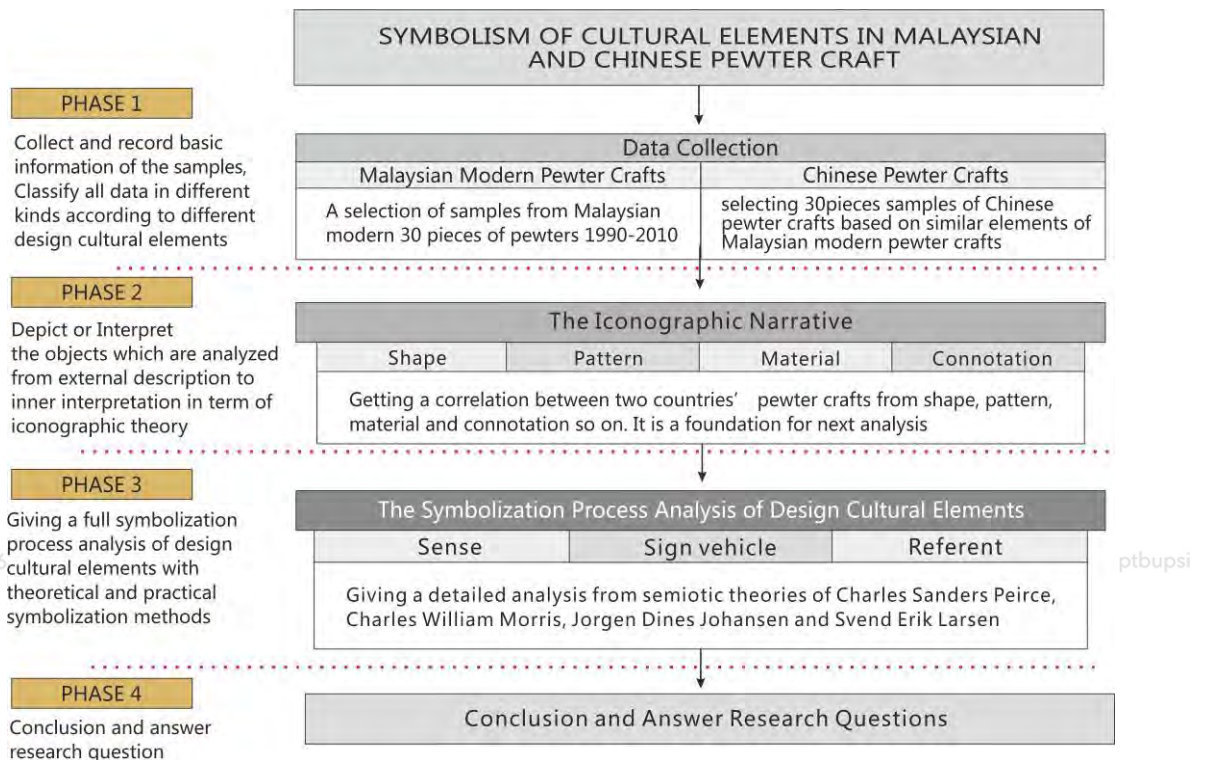 SYMBOLISM OF CULTURAL ELEMENTS IN MALAYSIAN
AND CHINESE PEWTER CRAFT
PHASE 1
Collect and record basic
information of the samples,
Classify all data in different
kinds according to different
design cultural elements
Data Collection
Malaysian Modern Pewter Crafts
Chinese Pewter Crafts
A selection of samples from Malaysian
modern 30 pieces of pewters 1990-2010
selecting 30pieces samples of Chinese
pewter crafts based on similar elements of
Malaysian modern pewter crafts
PHASE 2
Depict or Interpret
the objects which are analyzed
from external description to
inner interpretation in term of
iconographic theory
The Iconographic Narrative
Shape
Pattern
Material
Connotation
Getting a correlation between two countries' pewter crafts from shape, pattern,
material and connotation so on. It is a foundation for next analysis
PHASE 3
Giving a full symbolization
process analysis of design
cultural elements with
theoretical and practical
symbolization methods
The Symbolization Process Analysis of Design Cultural Elements
Sense
Sign vehicle
Referent
Giving a detailed analysis from semiotic theories of Charles Sanders Peirce,
Charles William Morris, Jorgen Dines Johansen and Svend Erik Larsen
ptbupsi
PHASE 4
Conclusion and answer
research question
Conclusion and Answer Research Questions